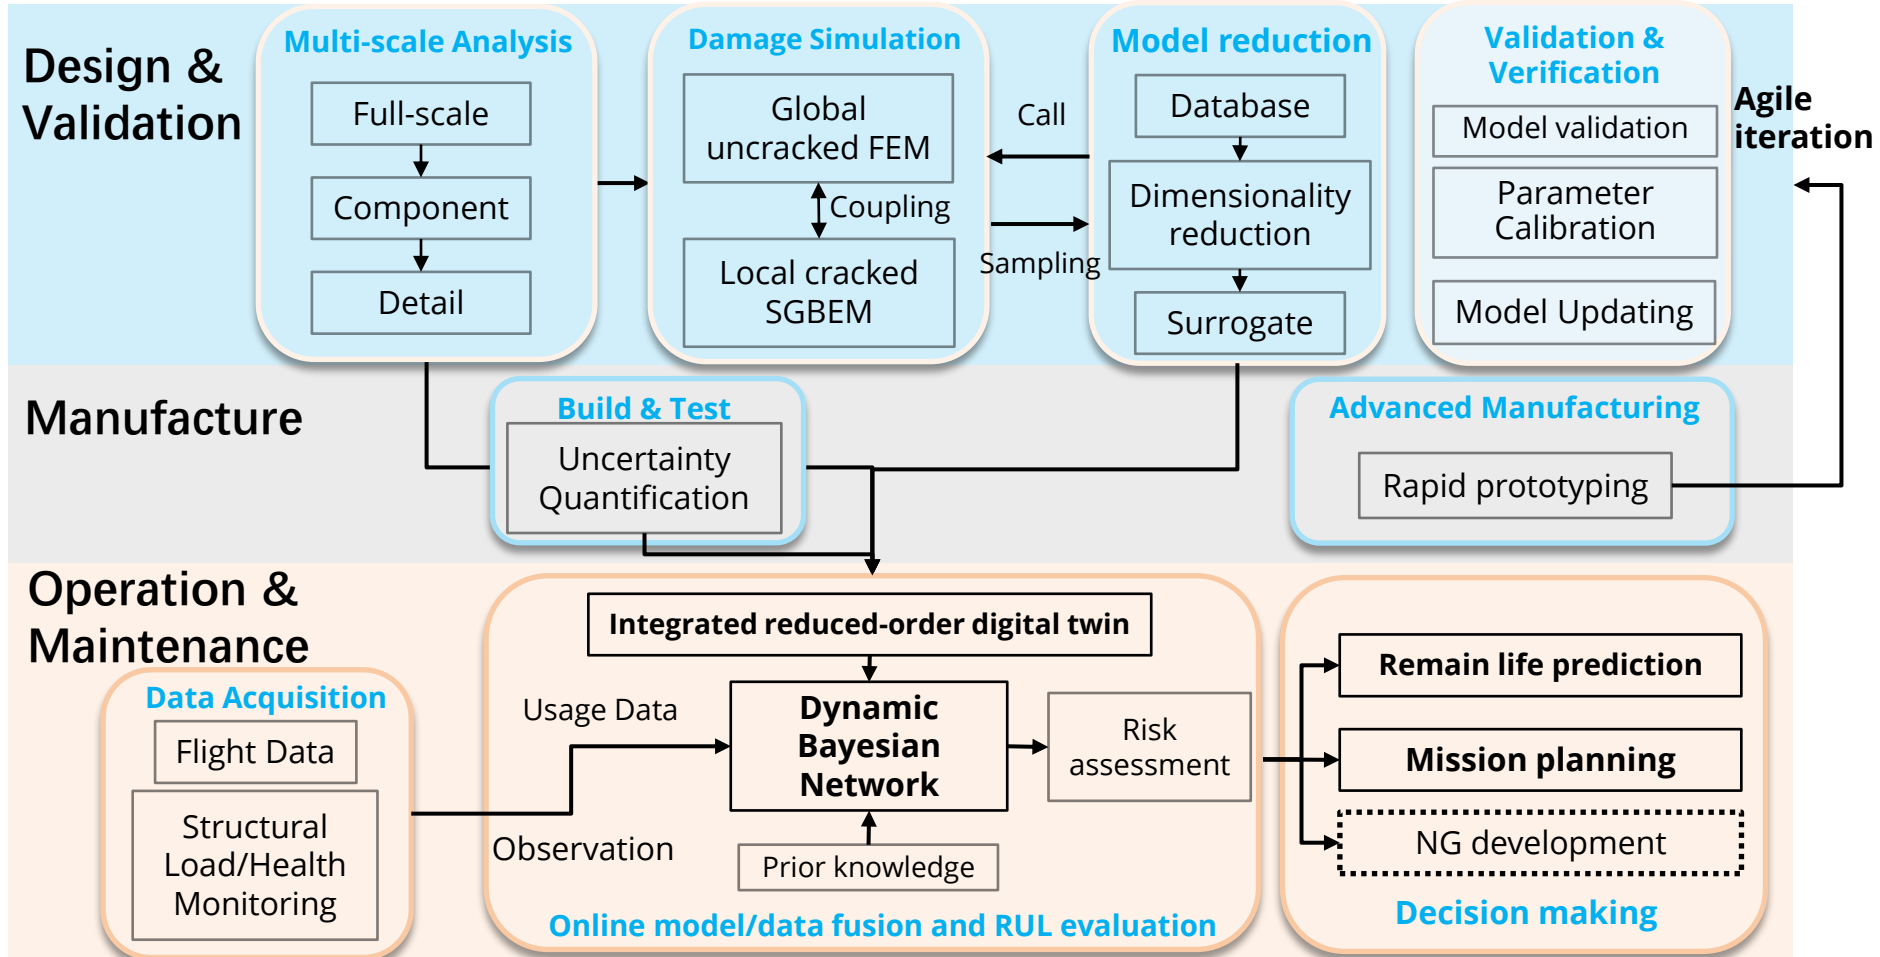 Design &
Validation
Multi-scale Analysis
Full-scale
Component
Detail
Damage Simulation
Global
uncracked FEM
Coupling
Local cracked
SGBEM
Call
Sampling
Model reduction
Database
Dimensionality
reduction
Surrogate
Validation &
Verification
Model validation
Parameter
Calibration
Model Updating
Agile
iteration
Manufacture
Build & Test
Uncertainty
Quantification
Advanced Manufacturing
Rapid prototyping
Operation &
Maintenance
Data Acquisition
Flight Data
Structural
Load/Health
Monitoring
Usage Data
Observation
Integrated reduced-order digital twin
Dynamic
Bayesian
Network
Prior knowledge
Risk
assessment
Online model/data fusion and RUL evaluation
Remain life prediction
Mission planning
NG development
Decision making